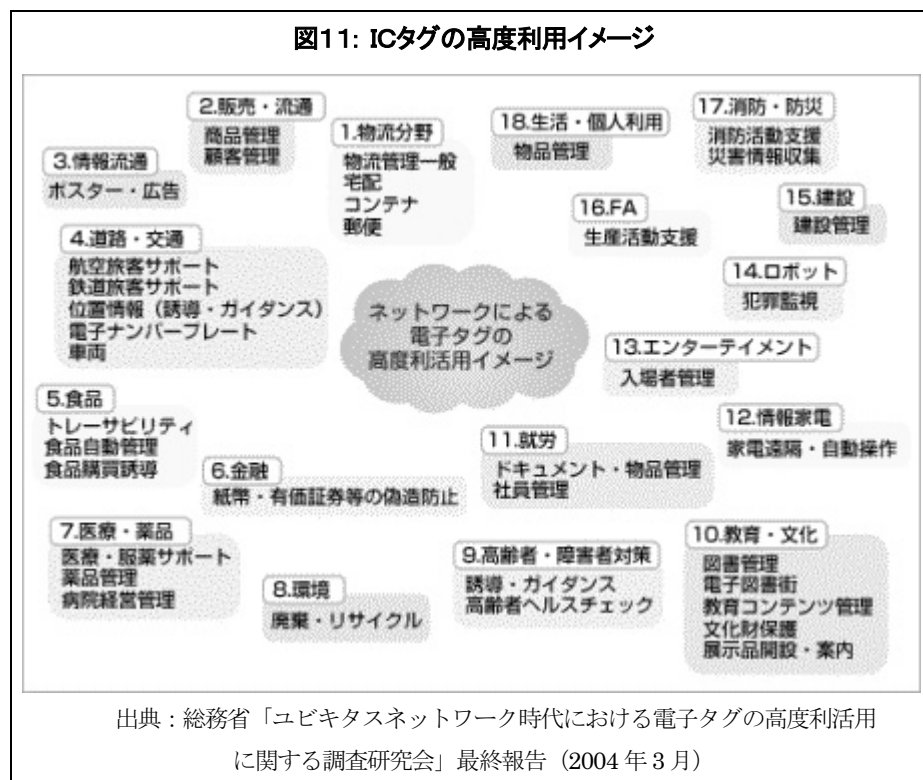 図11: ICタグの高度利用イメージ
1.物流分野
物流管理一般
宅配
コンテナ
郵便
2.販売・流通
商品管理
顧客管理
3.情報流通
ポスター・広告
4.道路・交通
航空旅客サポート
鉄道旅客サポート
位置情報（誘導・ガイダンス）
電子ナンバープレート
車両
5.食品
トレーサビリティ
食品自動管理
食品購買誘導
6.金融
紙幣・有価証券等の偽造防止
7.医療・薬品
医療・服薬サポート
薬品管理
病院経営管理
8.環境
廃棄・リサイクル
9.高齢者・障害者対策
誘導・ガイダンス
高齢者ヘルスチェック
10.教育・文化
図書管理
電子図書街
教育コンテンツ管理
文化財保護
展示品開設・案内
11.就労
ドキュメント・物品管理
社員管理
12.情報家電
家電遠隔・自動操作
13.エンターテイメント
入場者管理
14.ロボット
犯罪監視
15.建設
建設管理
16.FA
生産活動支援
17.消防・防災
消防活動支援
災害情報収集
18.生活・個人利用
物品管理
ネットワークによる
電子タグの
高度利活用イメージ
出典：総務省「ユビキタスネットワーク時代における電子タグの高度利活用
に関する調査研究会」最終報告（2004 年 3 月）